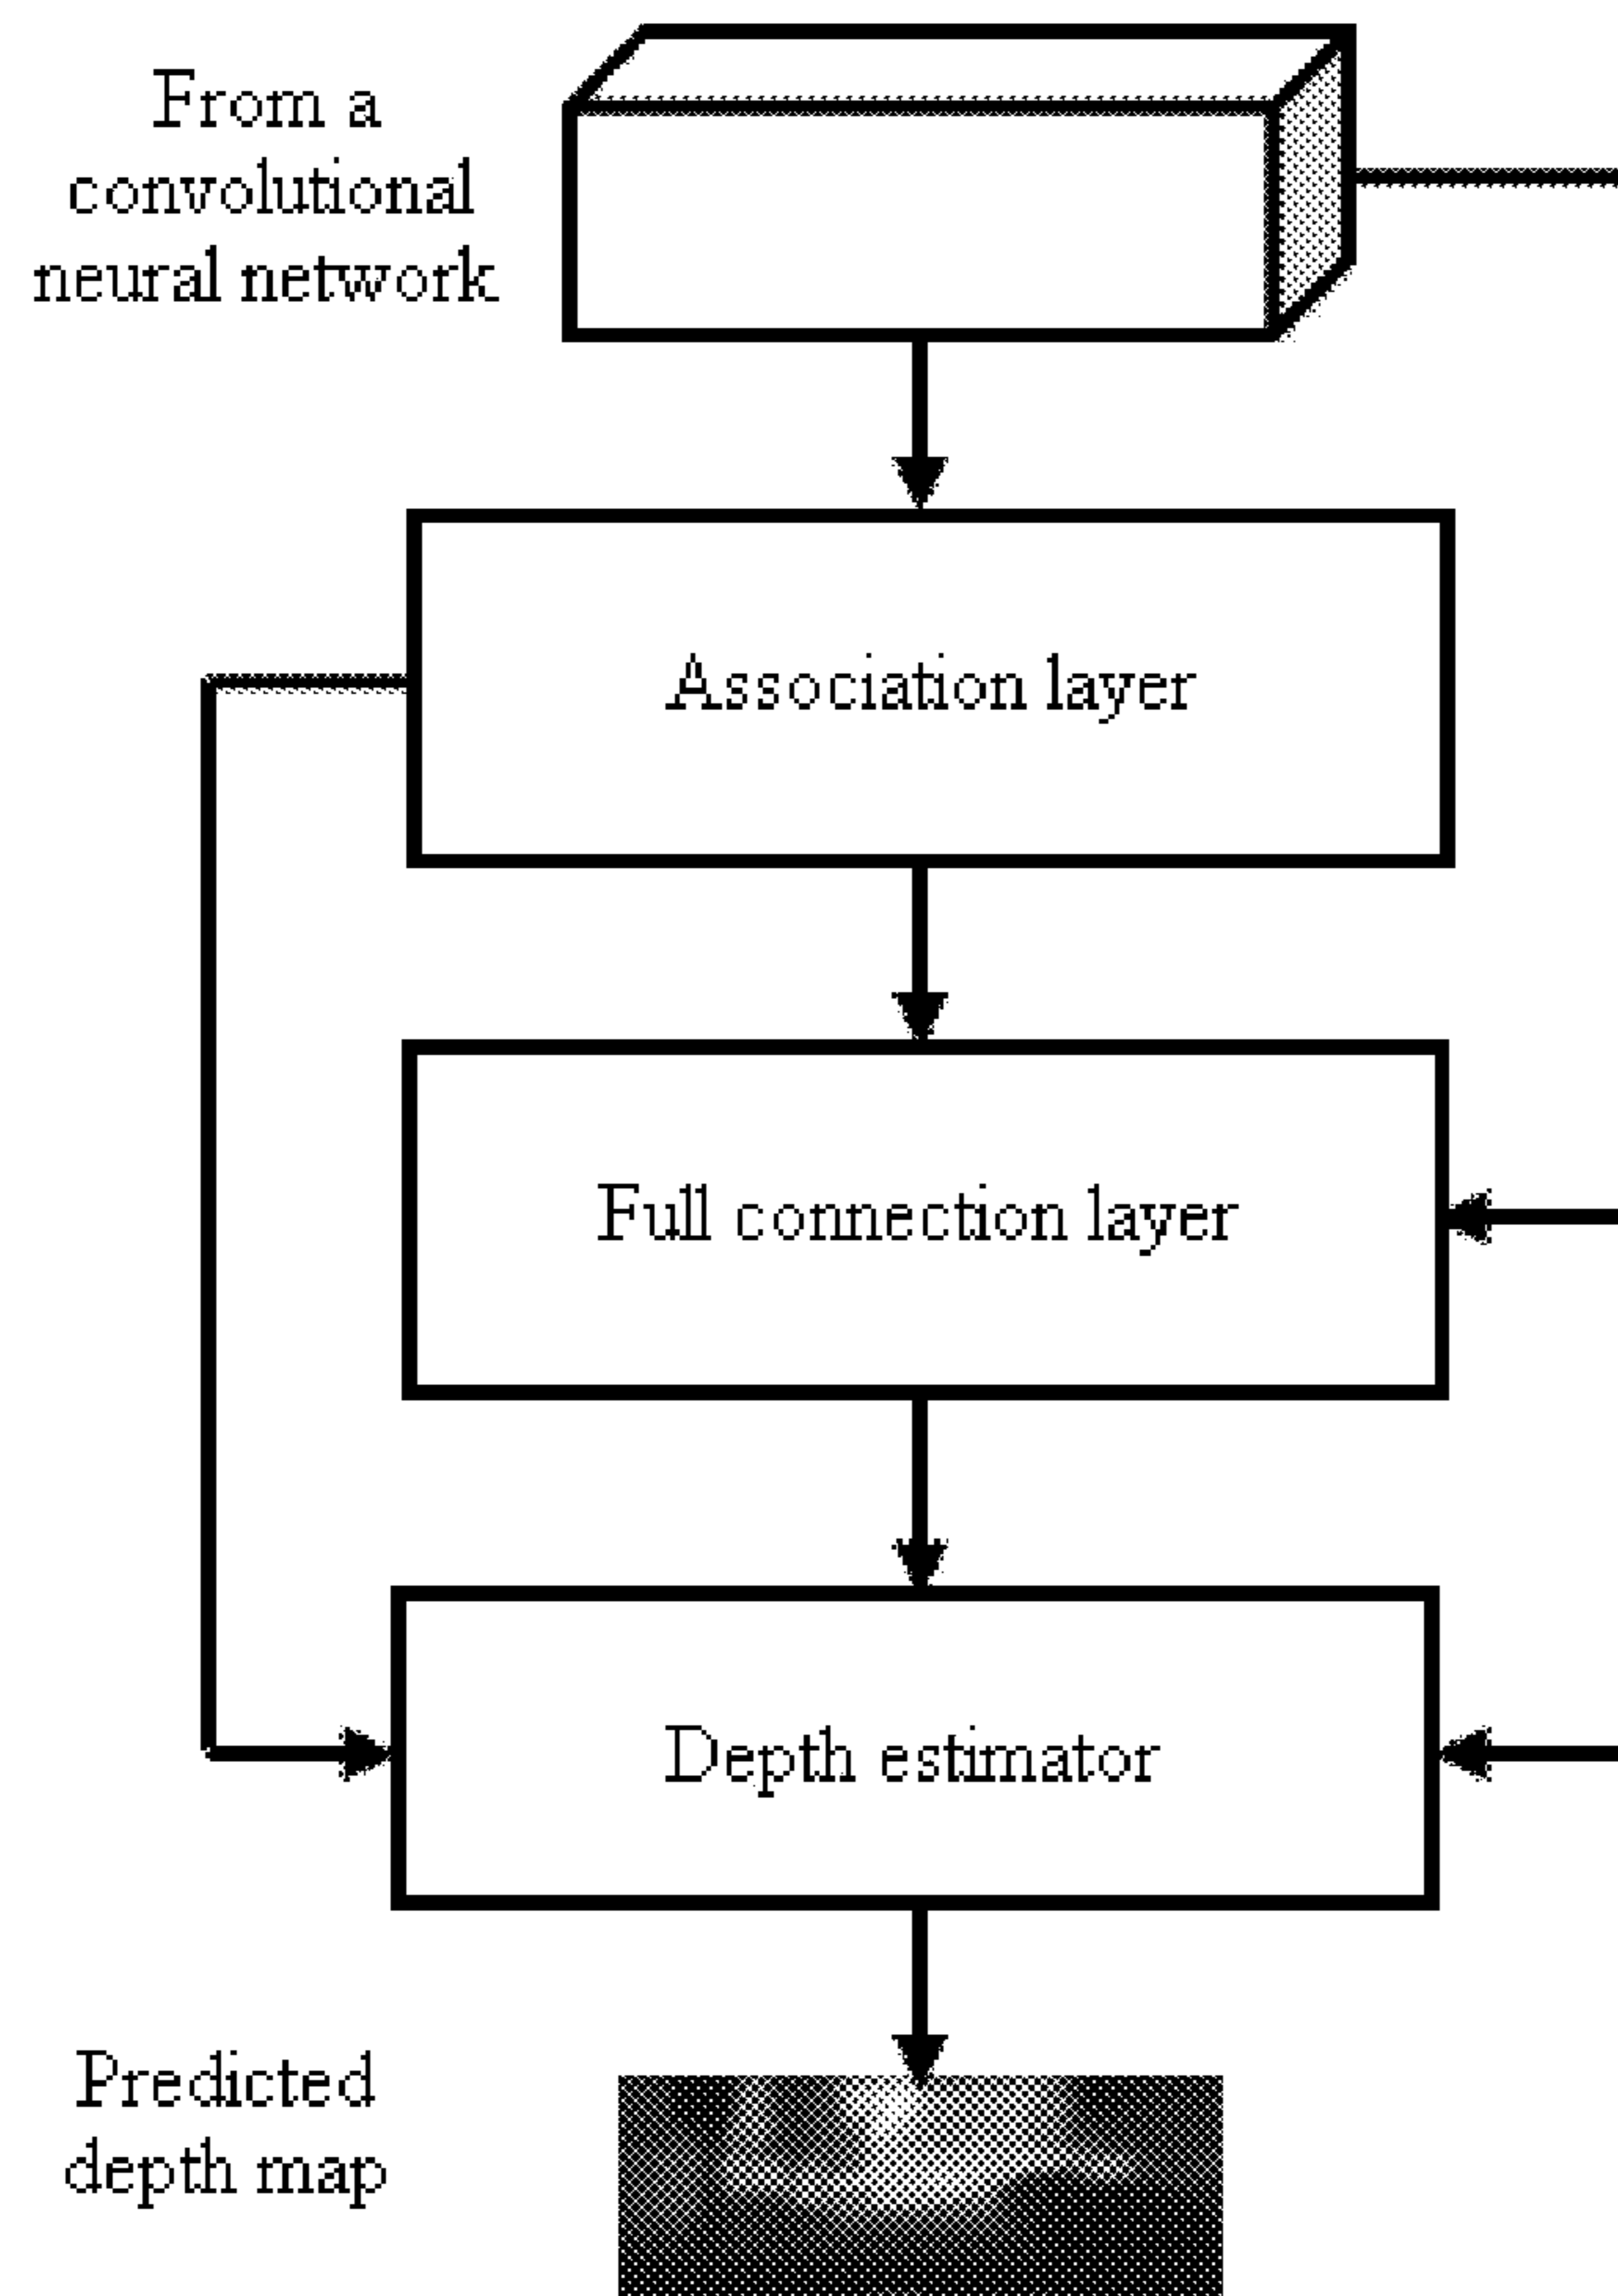 From a
convolutional
neural network
Association layer
Full connection layer
Depth estimator
Predicted
depth map